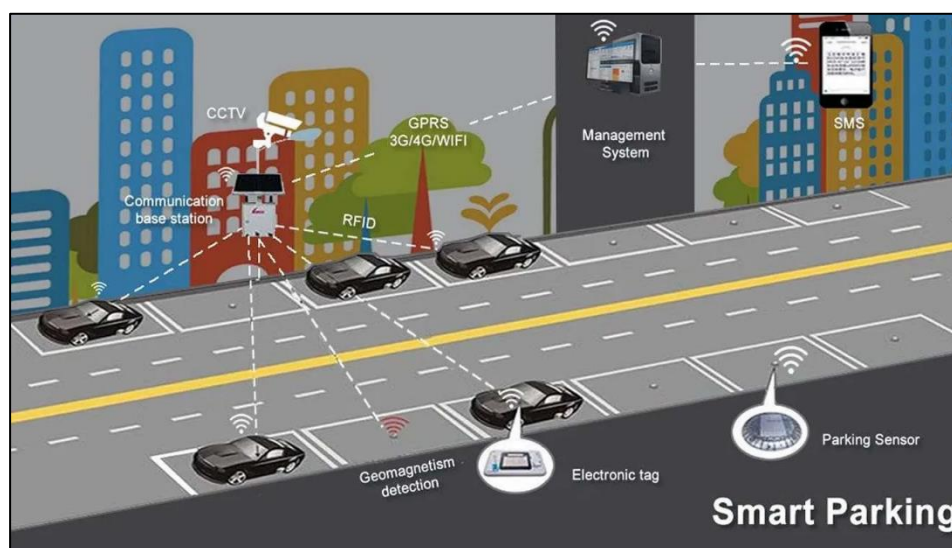 CCTV
GPRS
3G/4G/WIFI
Management
System
SMS
Communication
base station
RFID
Geomagnetism
detection
Electronic tag
Parking Sensor
Smart Parking